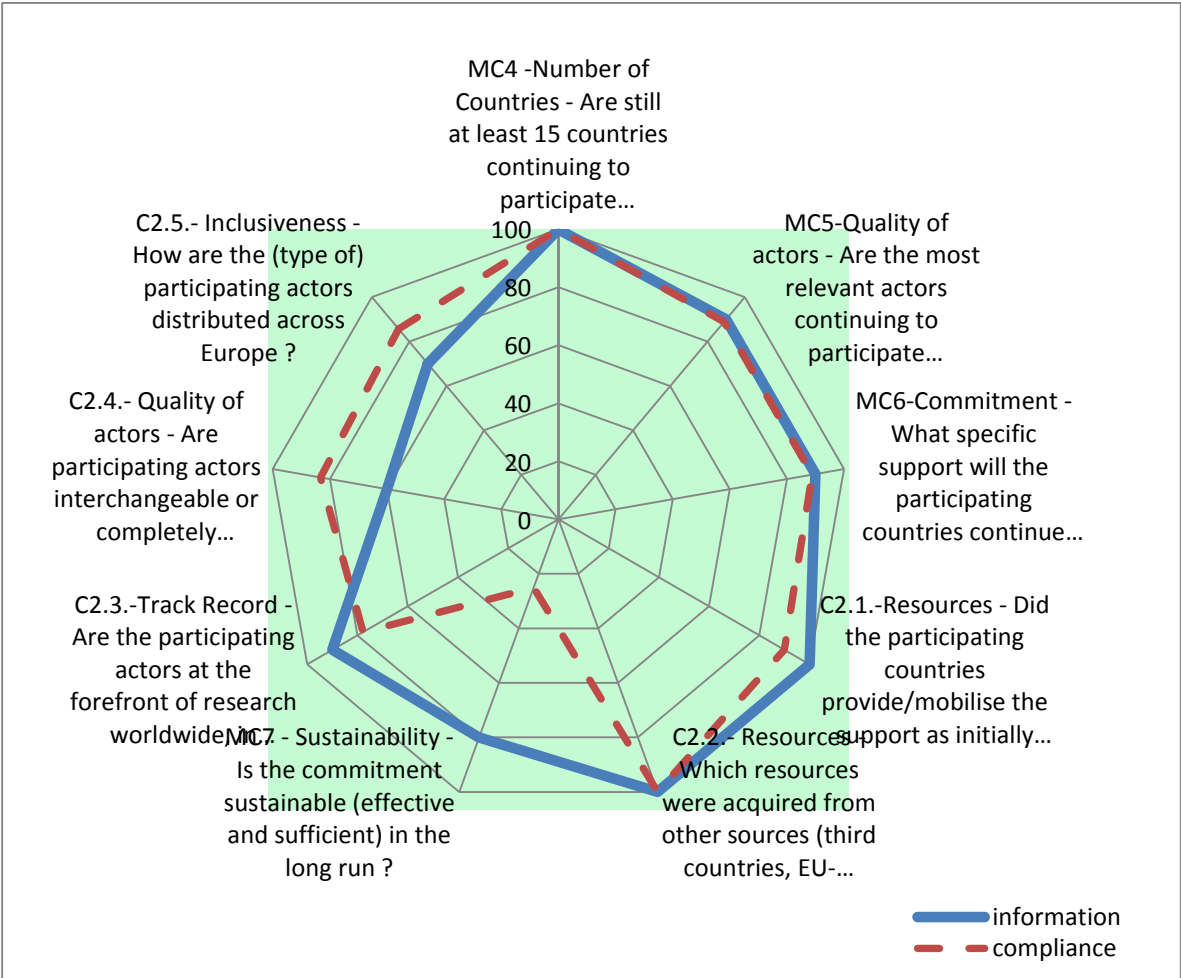 MC4 -Number of
Countries - Are still
at least 15 countries
continuing to
participate…
MC5-Quality of
actors - Are the most
relevant actors
continuing to
participate…
MC6-Commitment -
What specific
support will the
participating
countries continue…
C2.1.-Resources - Did
the participating
countries
provide/mobilise the
support as initially…
C2.2.- Resources -
Which resources
were acquired from
other sources (third
countries, EU-…
MC7 - Sustainability -
Is the commitment
sustainable (effective
and sufficient) in the
long run ?
C2.3.-Track Record -
Are the participating
actors at the
forefront of research
worldwide, in…
C2.4.- Quality of
actors - Are
participating actors
interchangeable or
completely…
C2.5.- Inclusiveness -
How are the (type of)
participating actors
distributed across
Europe ?
100
80
60
40
20
0
information
compliance